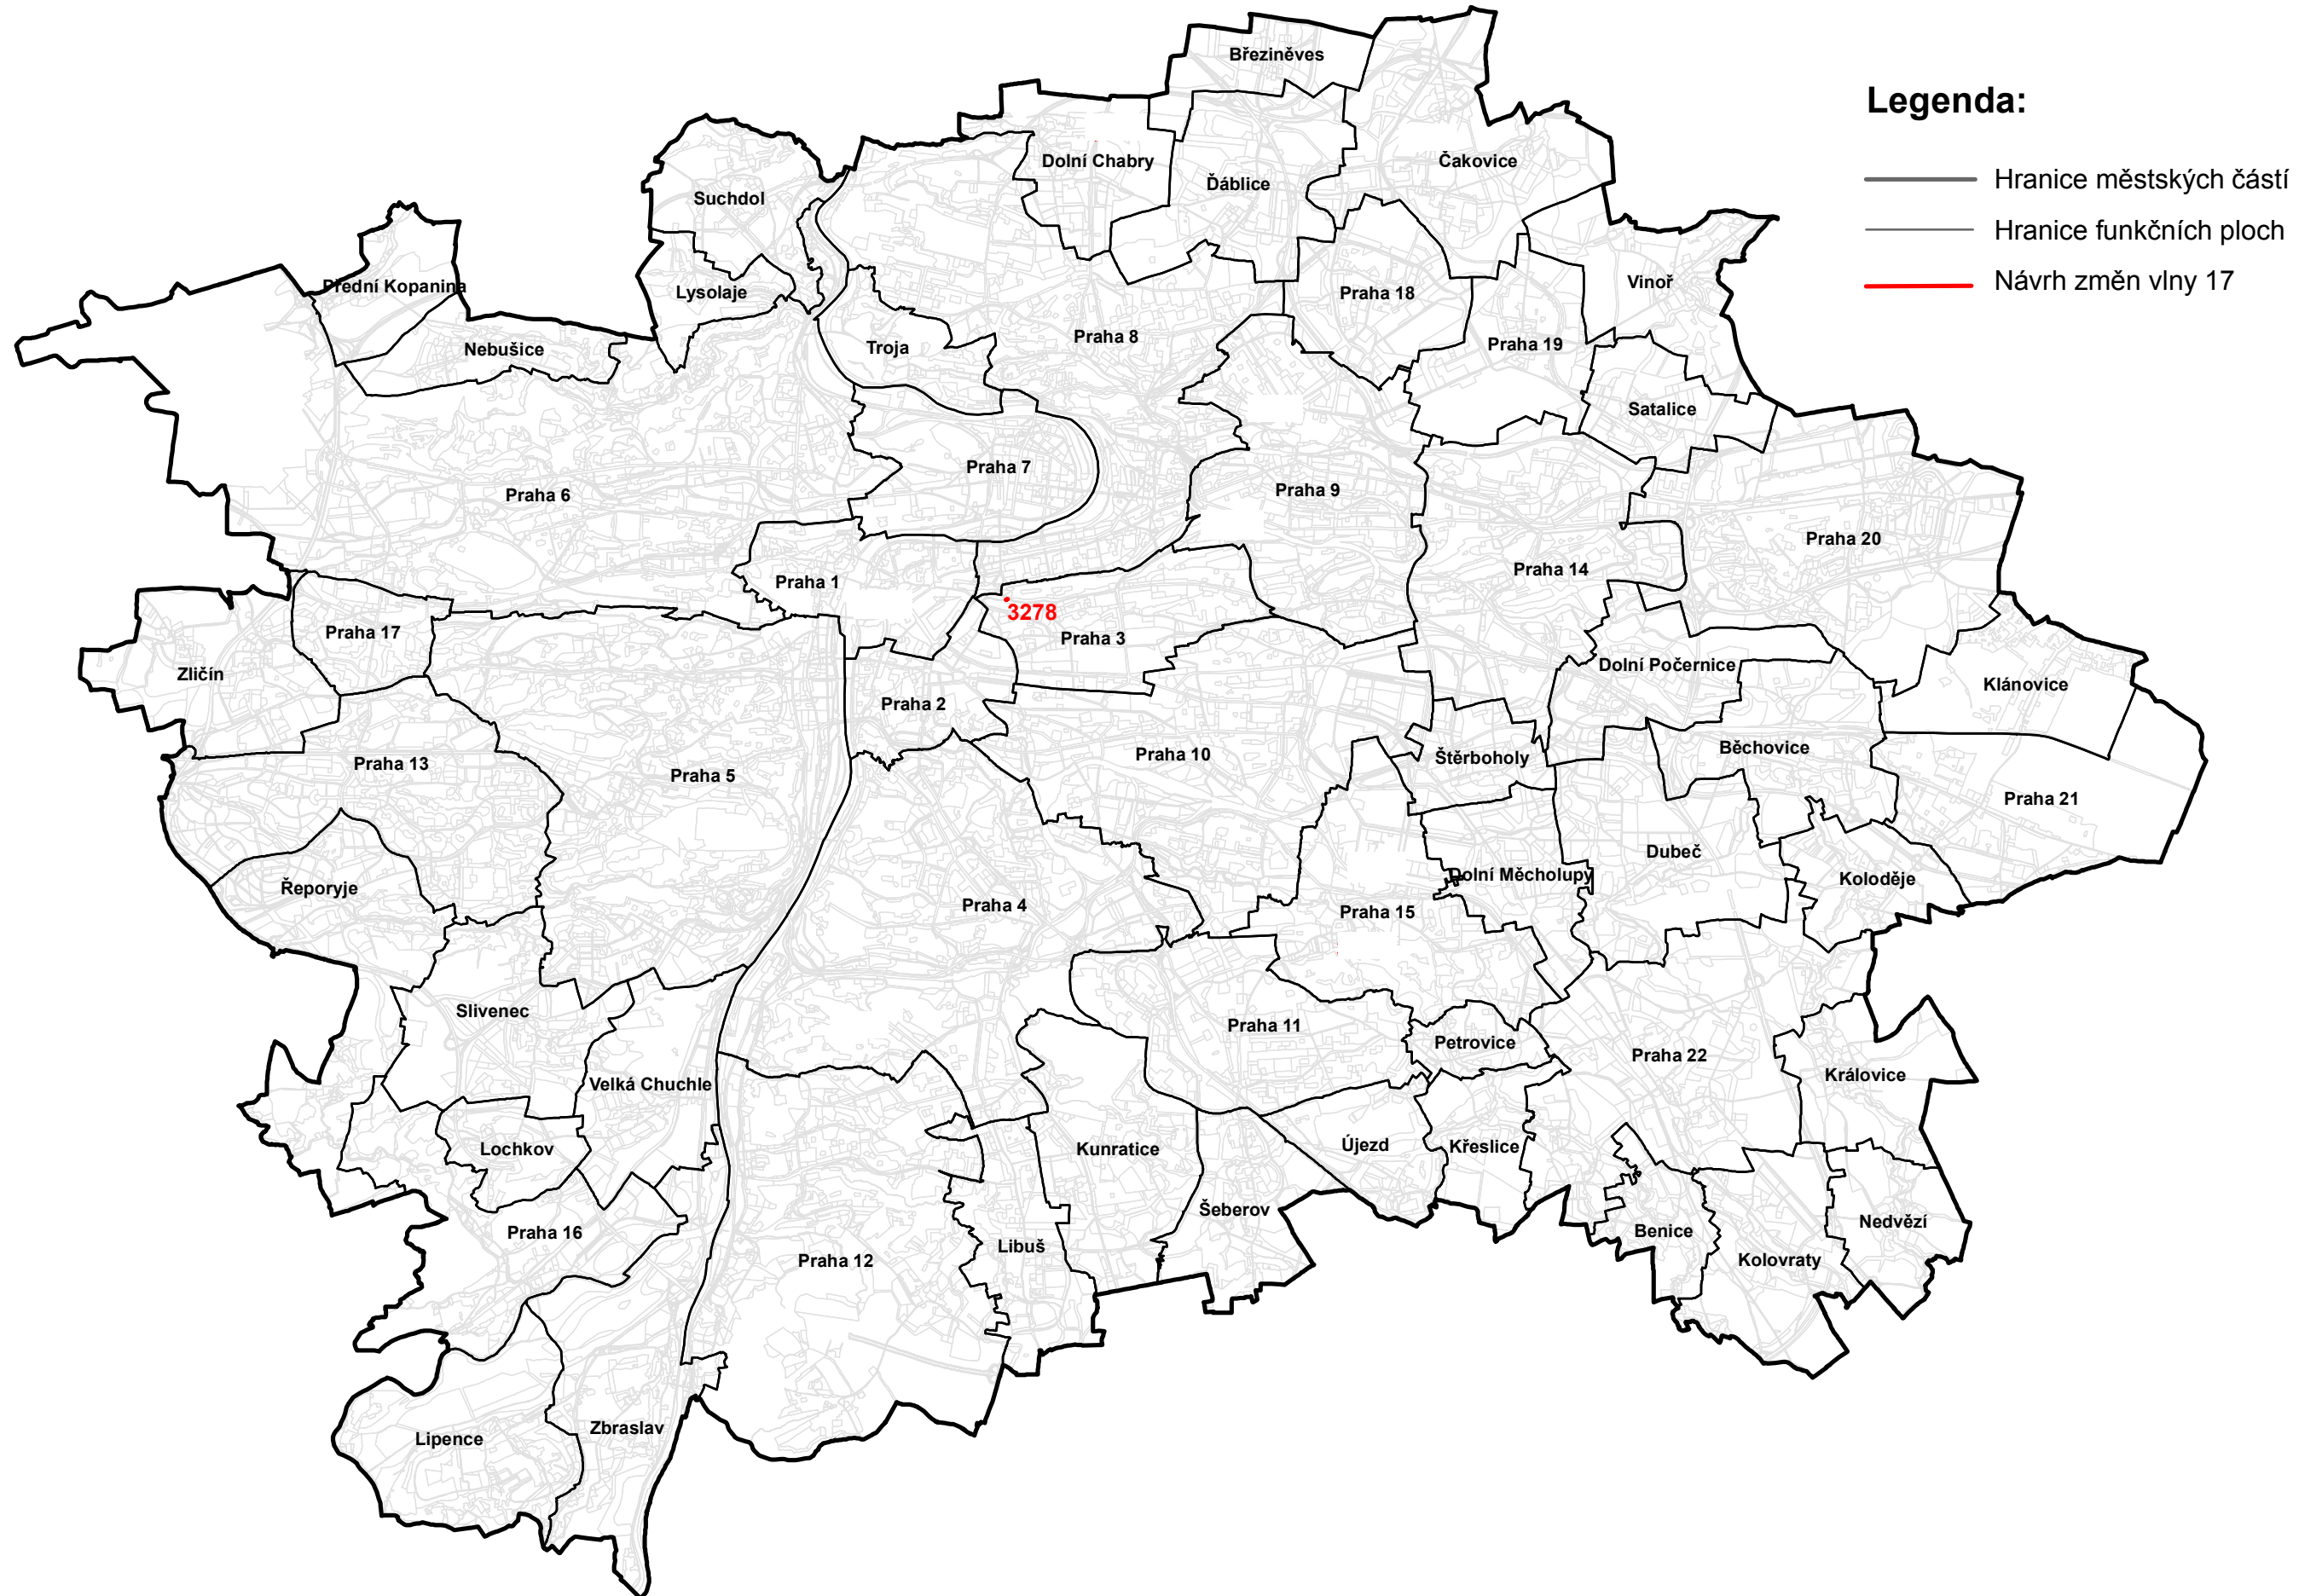 Březiněves
Legenda:
Dolní Chabry
Čakovice
Ďáblice
Hranice městských částí
Suchdol
Hranice funkčních ploch
Vinoř
Návrh změn vlny 17
Přední Kopanina
Lysolaje
Praha 18
Praha 8
Praha 19
Troja
Nebušice
Satalice
Praha 7
Praha 9
Praha 6
Praha 20
Praha 14
Praha 1
3278
Praha 17
Praha 3
Dolní Počernice
Zličín
Klánovice
Praha 2
Běchovice
Praha 10
Štěrboholy
Praha 13
Praha 5
Praha 21
Dubeč
Dolní Měcholupy
Koloděje
Řeporyje
Praha 4
Praha 15
Slivenec
Praha 11
Petrovice
Praha 22
Královice
Velká Chuchle
Lochkov
Kunratice
Újezd
Křeslice
Šeberov
Nedvězí
Praha 16
Benice
Libuš
Praha 12
Kolovraty
Zbraslav
Lipence